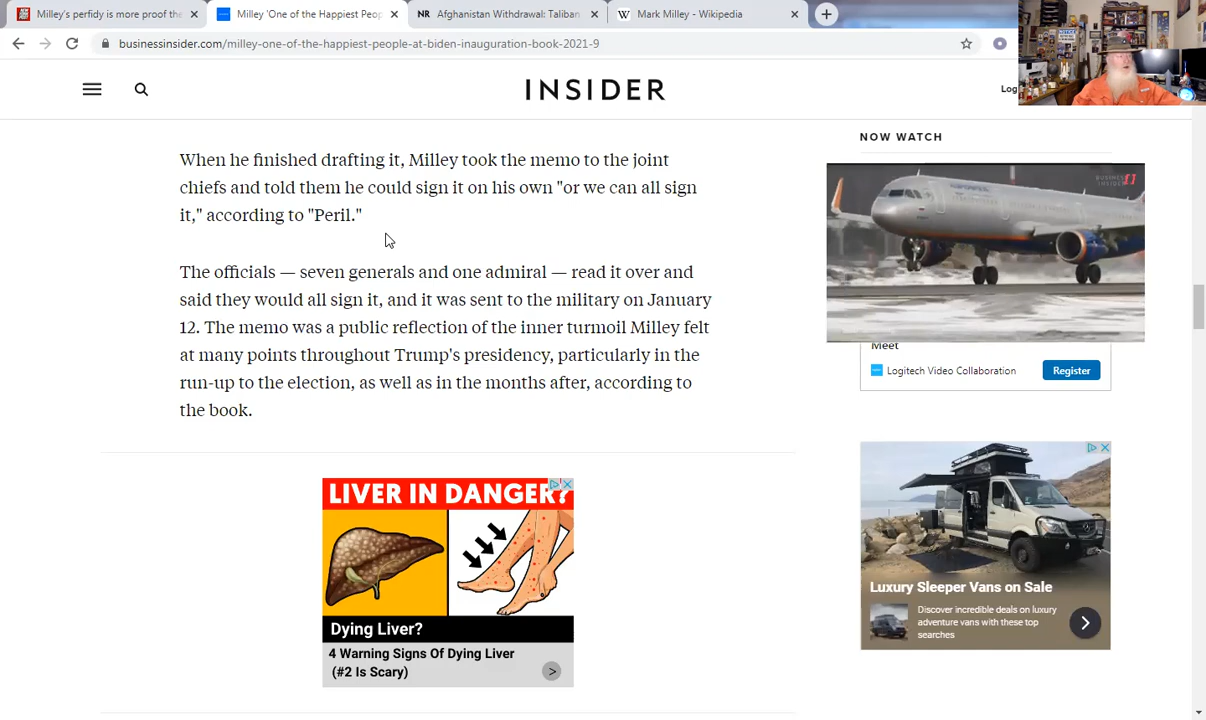 Milley's perfidy is more proof the
Milley 'One of the Happiest Peop
NR Afghanistan Withdrawal: Taliban
W Mark Milley - Wikipedia
businessinsider.com/milley-one-of-the-happiest-people-at-biden-inauguration-book-2021-9
INSIDER
Log
When he finished drafting it, Milley took the memo to the joint
chiefs and told them he could sign it on his own "or we can all sign
it," according to "Peril."
The officials — seven generals and one admiral — read it over and
said they would all sign it, and it was sent to the military on January
12. The memo was a public reflection of the inner turmoil Milley felt
at many points throughout Trump's presidency, particularly in the
run-up to the election, as well as in the months after, according to
the book.
LIVER IN DANGER?
Dying Liver?
4 Warning Signs Of Dying Liver
(#2 Is Scary)
NOW WATCH
BUSINESS
INSIDER
Meet
Logitech Video Collaboration
Register
Luxury Sleeper Vans on Sale
Discover incredible deals on luxury
adventure vans with these top
searches